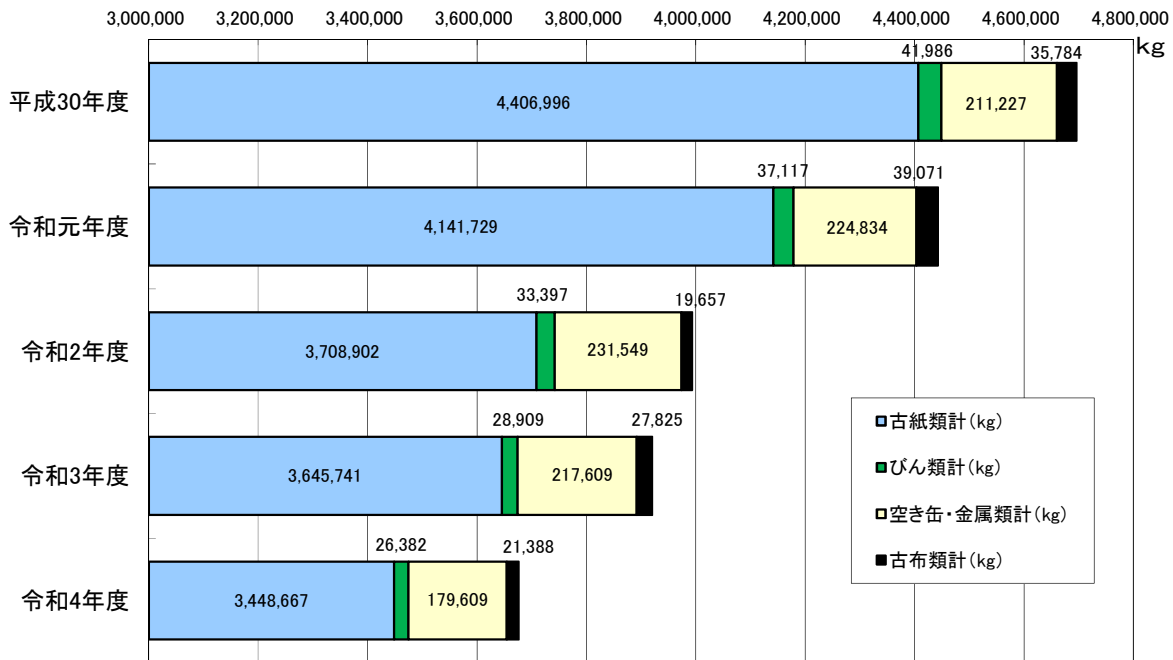 3,000,000 3,200,000 3,400,000 3,600,000 3,800,000 4,000,000 4,200,000 4,400,000 4,600,000 4,800,000
kg
41,986 35,784
平成30年度 4,406,996 211,227
37,117 39,071
令和元年度 4,141,729 224,834
33,397 19,657
令和2年度 3,708,902 231,549
28,909 27,825
令和3年度 3,645,741 217,609
26,382 21,388
令和4年度 3,448,667 179,609
古紙類計(kg)
びん類計(kg)
空き缶・金属類計(kg)
古布類計(kg)